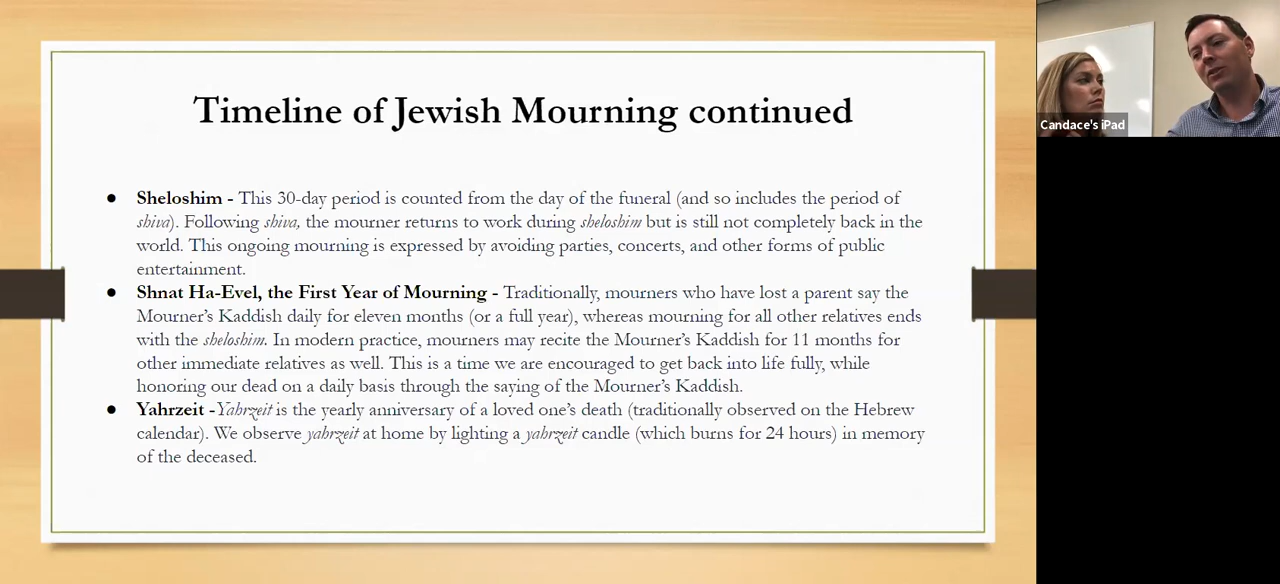 Timeline of Jewish Mourning continued
● Sheloshim - This 30-day period is counted from the day of the funeral (and so includes the period of
shiva). Following shiva, the mourner returns to work during sheloshim but is still not completely back in the
world. This ongoing mourning is expressed by avoiding parties, concerts, and other forms of public
entertainment.
● Shnat Ha-Evel, the First Year of Mourning - Traditionally, mourners who have lost a parent say the
Mourner's Kaddish daily for eleven months (or a full year), whereas mourning for all other relatives ends
with the sheloshim. In modern practice, mourners may recite the Mourner's Kaddish for 11 months for
other immediate relatives as well. This is a time we are encouraged to get back into life fully, while
honoring our dead on a daily basis through the saying of the Mourner's Kaddish.
● Yahrzeit -Yahrzeit is the yearly anniversary of a loved one's death (traditionally observed on the Hebrew
calendar). We observe yahrzeit at home by lighting a yahrzeit candle (which burns for 24 hours) in memory
of the deceased.
Candace's iPad